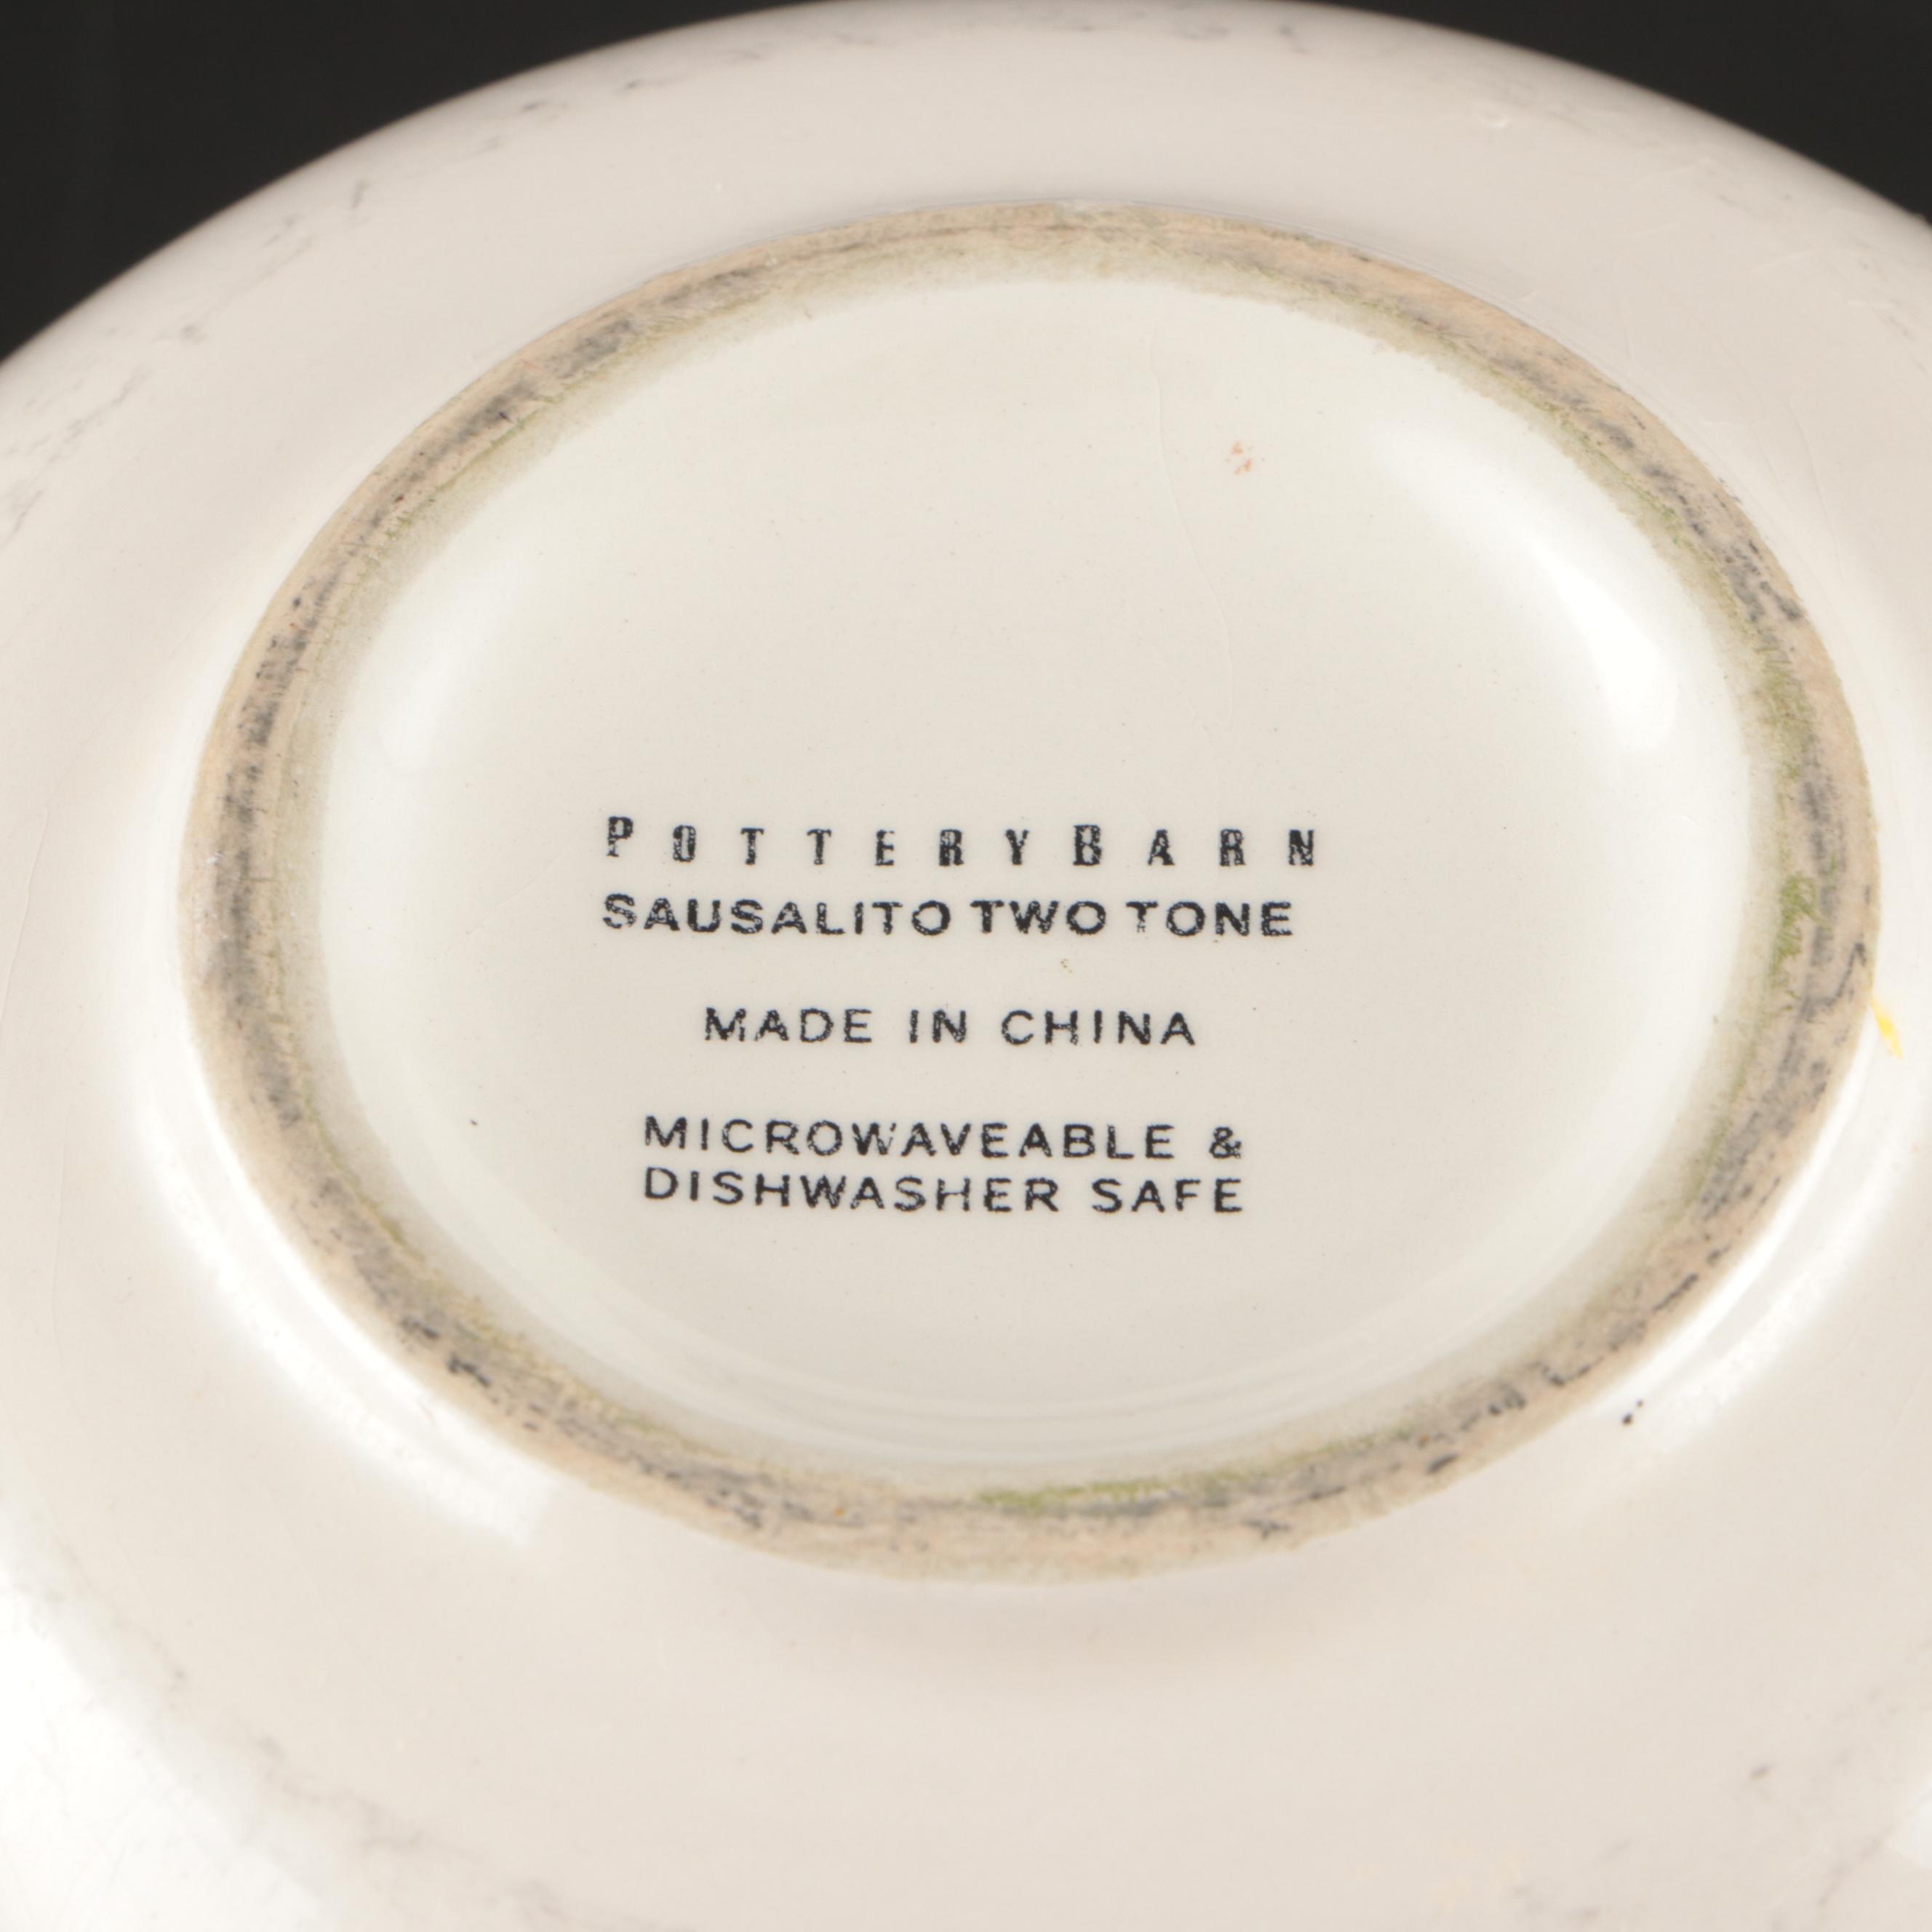 POTTERYBARN
SAUSALITO TWO TONE
MADE IN CHINA
MICROWAVEABLE &
DISHWASHER SAFE